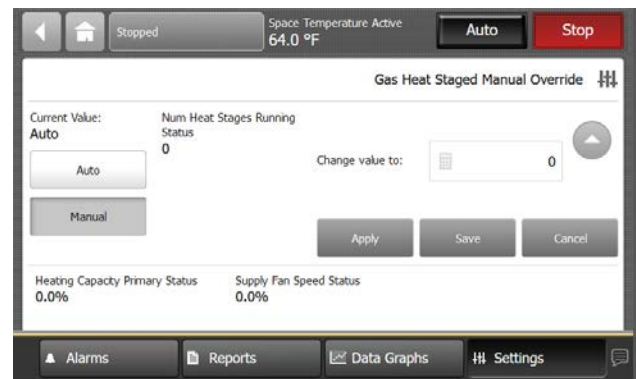 Stopped
Space Temperature Active
64.0 °F
Auto
Stop
Gas Heat Staged Manual Override
Current Value:
Auto
Num Heat Stages Running
Status
0
Auto
Manual
Change value to:
0
Apply
Save
Cancel
Heating Capacity Primary Status
0.0%
Supply Fan Speed Status
0.0%
Alarms
Reports
Data Graphs
Settings